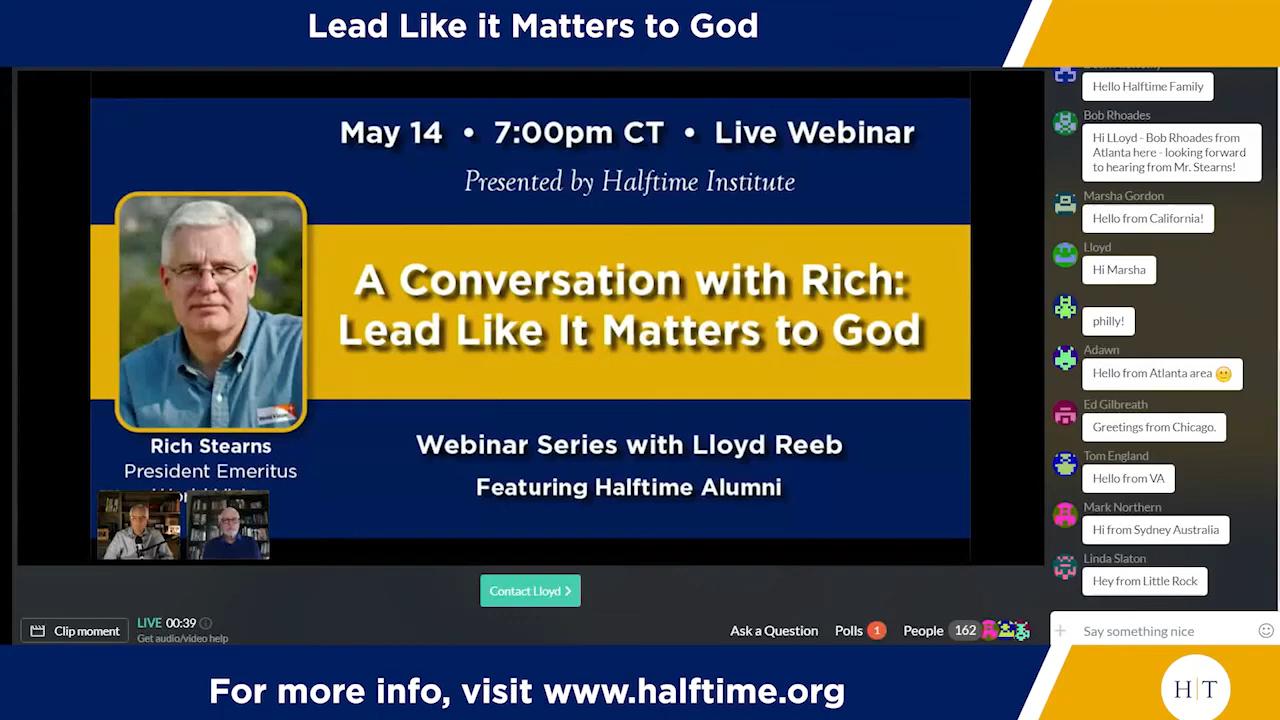 Lead Like it Matters to God
May 14 • 7:00pm CT • Live Webinar
Presented by Halftime Institute
A Conversation with Rich:
Lead Like It Matters to God
Rich Stearns
President Emeritus
Webinar Series with Lloyd Reeb
Featuring Halftime Alumni
Contact Lloyd >
Clip moment
LIVE 00:39
Get audio/video help
Ask a Question
Polls 1
People 162
Hello Halftime Family
Bob Rhoades
Hi LLoyd - Bob Rhoades from
Atlanta here - looking forward
to hearing from Mr. Stearns!
Marsha Gordon
Hello from California!
Lloyd
Hi Marsha
philly!
Adawn
Hello from Atlanta area 🙂
Ed Gilbreath
Greetings from Chicago.
Tom England
Hello from VA
Mark Northern
Hi from Sydney Australia
Linda Slaton
Hey from Little Rock
Say something nice
For more info, visit www.halftime.org
H|T